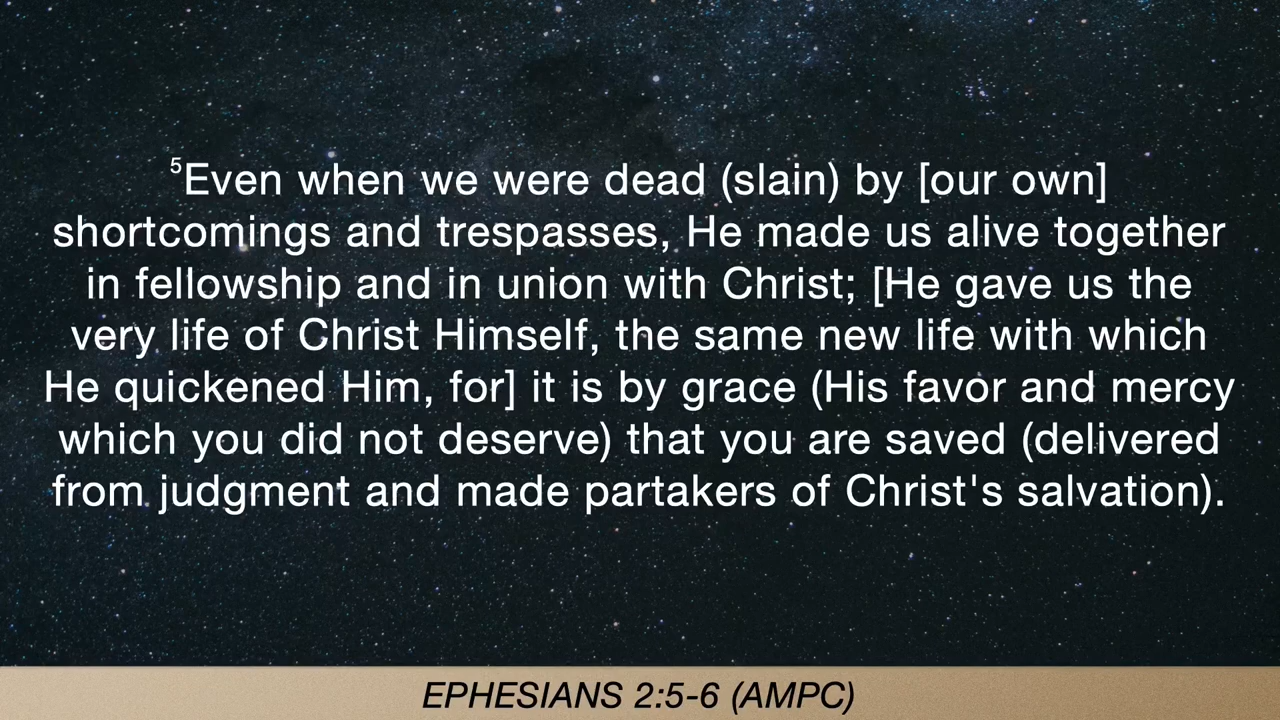 ⁵Even when we were dead (slain) by [our own]
shortcomings and trespasses, He made us alive together
in fellowship and in union with Christ; [He gave us the
very life of Christ Himself, the same new life with which
He quickened Him, for] it is by grace (His favor and mercy
which you did not deserve) that you are saved (delivered
from judgment and made partakers of Christ's salvation).
EPHESIANS 2:5-6 (AMPC)